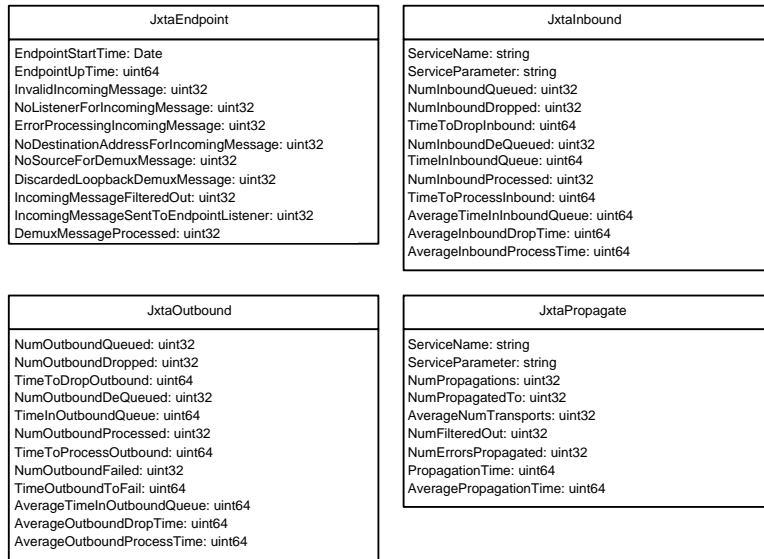 JxtaEndpoint
EndpointStartTime: Date
EndpointUpTime: uint64
InvalidIncomingMessage: uint32
NoListenerForIncomingMessage: uint32
ErrorProcessingIncomingMessage: uint32
NoDestinationAddressForIncomingMessage: uint32
NoSourceForDemuxMessage: uint32
DiscardedLoopbackDemuxMessage: uint32
IncomingMessageFilteredOut: uint32
IncomingMessageSentToEndpointListener: uint32
DemuxMessageProcessed: uint32
JxtaInbound
ServiceName: string
ServiceParameter: string
NumInboundQueued: uint32
NumInboundDropped: uint32
TimeToDropInbound: uint64
NumInboundDeQueued: uint32
TimeInInboundQueue: uint64
NumInboundProcessed: uint32
TimeToProcessInbound: uint64
AverageTimeInInboundQueue: uint64
AverageInboundDropTime: uint64
AverageInboundProcessTime: uint64
JxtaOutbound
NumOutboundQueued: uint32
NumOutboundDropped: uint32
TimeToDropOutbound: uint64
NumOutboundDeQueued: uint32
TimeInOutboundQueue: uint64
NumOutboundProcessed: uint32
TimeToProcessOutbound: uint64
NumOutboundFailed: uint32
TimeOutboundToFail: uint64
AverageTimeInOutboundQueue: uint64
AverageOutboundDropTime: uint64
AverageOutboundProcessTime: uint64
JxtaPropagate
ServiceName: string
ServiceParameter: string
NumPropagations: uint32
NumPropagatedTo: uint32
AverageNumTransports: uint32
NumFilteredOut: uint32
NumErrorsPropagated: uint32
PropagationTime: uint64
AveragePropagationTime: uint64